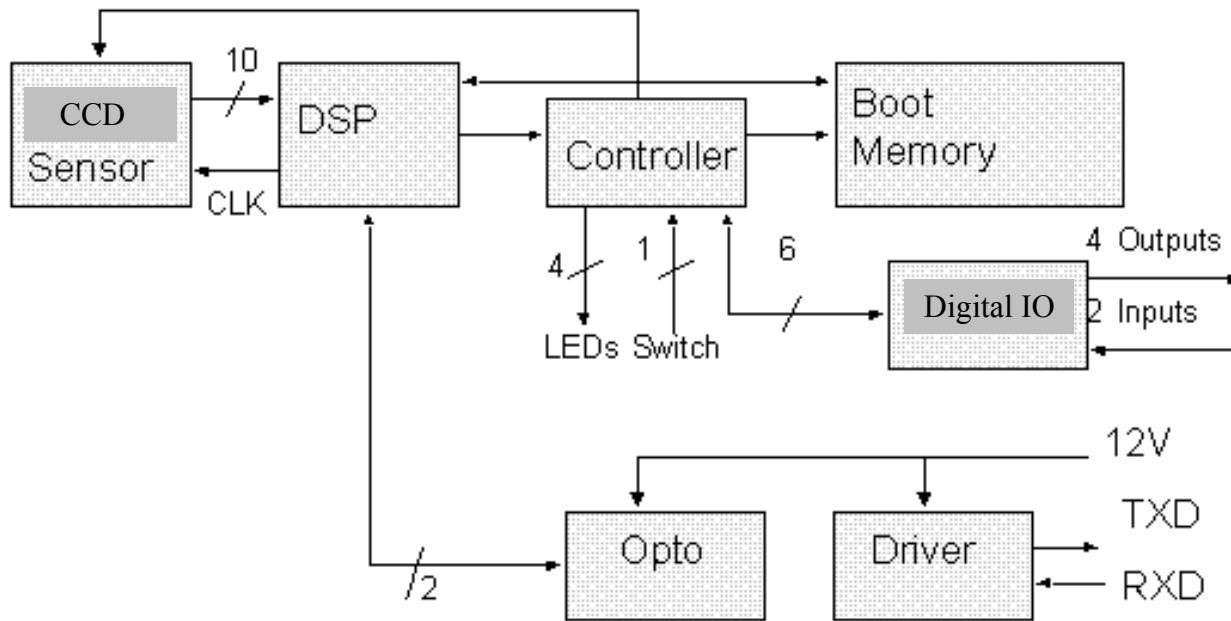 10
CCD
Sensor
DSP
CLK
Controller
Boot
Memory
4
1
6
LEDs Switch
4 Outputs
Digital IO
2 Inputs
12V
Opto
Driver
TXD
RXD
2